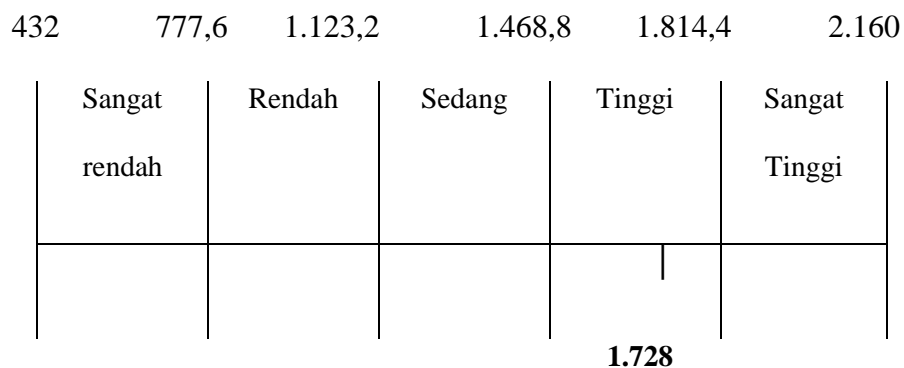 432 777,6 1.123,2 1.468,8 1.814,4 2.160
Sangat Rendah Sedang Tinggi Sangat
rendah Tinggi
1.728